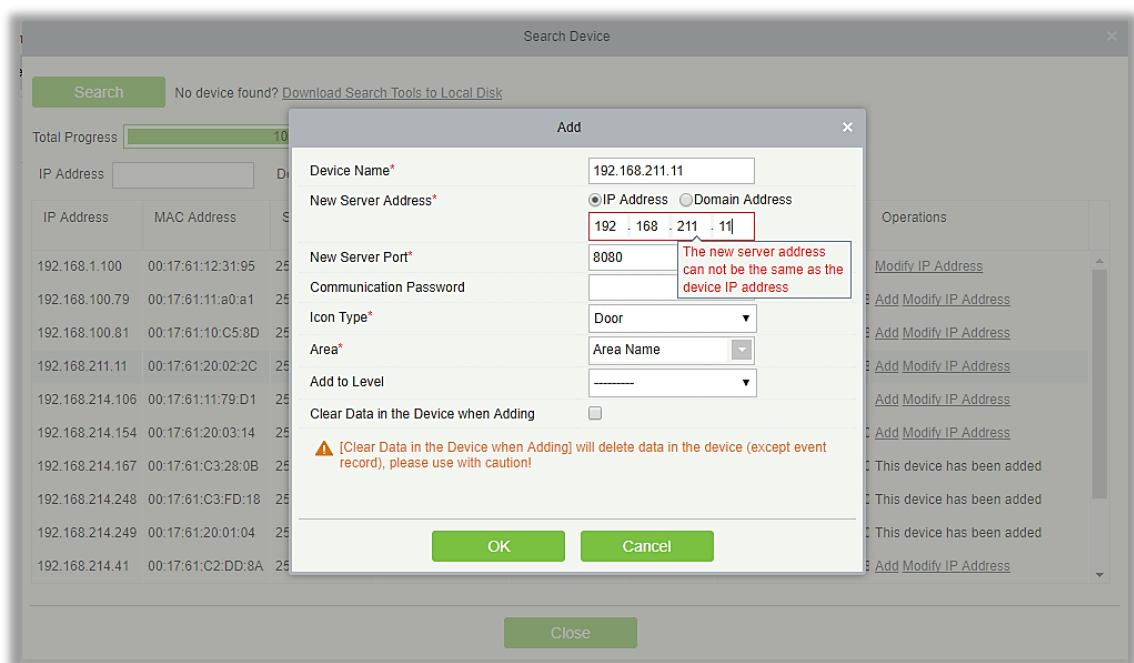 Search Device
Search No device found? Download Search Tools to Local Disk
Total Progress 10
IP Address
IP Address MAC Address Operations
192.168.1.100 00:17:61:12:31:95 25 Modify IP Address
192.168.100.79 00:17:61:11:a0:a1 25 Add Modify IP Address
192.168.100.81 00:17:61:10:C5:8D 25 Add Modify IP Address
192.168.211.11 00:17:61:20:02:2C 25 Add Modify IP Address
192.168.214.106 00:17:61:11:79:D1 25 Add Modify IP Address
192.168.214.154 00:17:61:20:03:14 25 Add Modify IP Address
192.168.214.167 00:17:61:C3:28:0B 25 This device has been added
192.168.214.248 00:17:61:C3:FD:18 25 This device has been added
192.168.214.249 00:17:61:20:01:04 25 This device has been added
192.168.214.41 00:17:61:C2:DD:8A 25 Add Modify IP Address
Close
Add
Device Name* 192.168.211.11
New Server Address* IP Address Domain Address
192 . 168 . 211 . 11
The new server address
can not be the same as the
device IP address
New Server Port* 8080
Communication Password
Icon Type* Door
Area* Area Name
Add to Level ---------
Clear Data in the Device when Adding
[Clear Data in the Device when Adding] will delete data in the device (except event
record), please use with caution!
OK Cancel